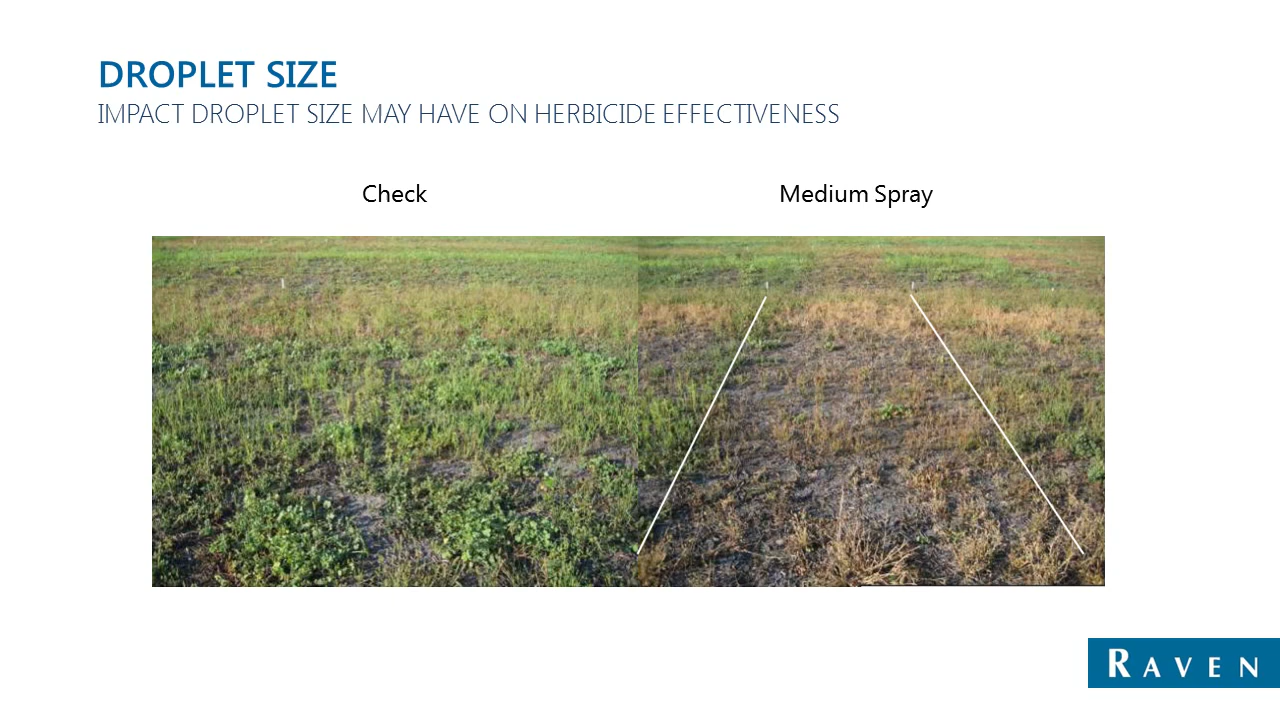 DROPLET SIZE
IMPACT DROPLET SIZE MAY HAVE ON HERBICIDE EFFECTIVENESS
Check
Medium Spray
RAVEN